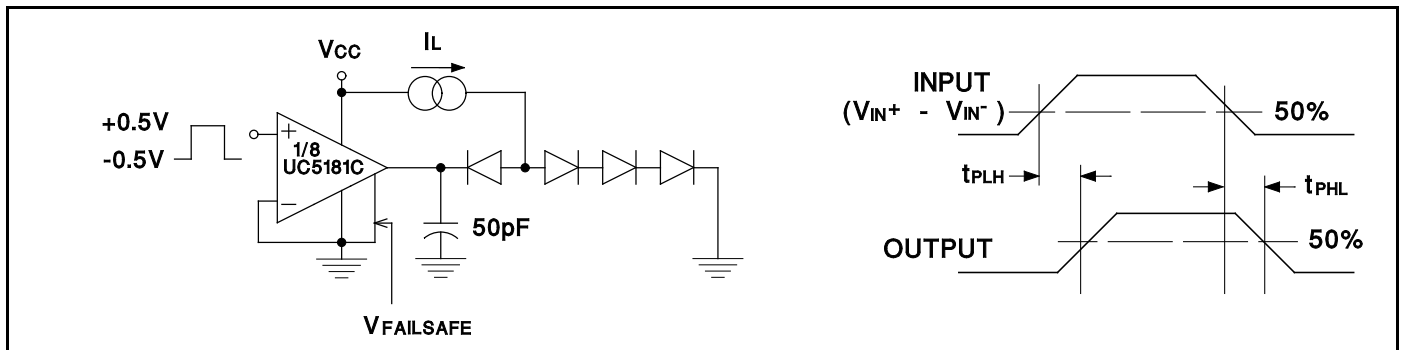 VCC
IL
+0.5V
-0.5V
+
1/8
UC5181C
-
50pF
VFAILSAFE
INPUT
(VIN+ - VIN-)
50%
tPLH
tPHL
OUTPUT
50%